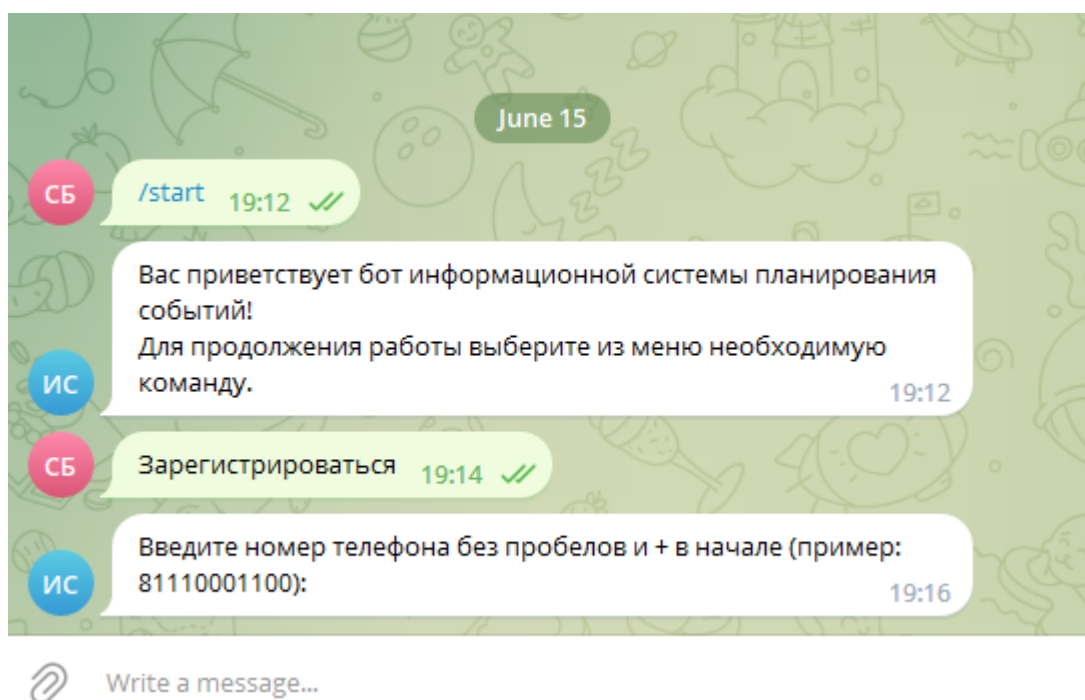 June 15
СБ
/start 19:12
Вас приветствует бот информационной системы планирования
событий!
Для продолжения работы выберите из меню необходимую
команду.
ИС
19:12
СБ
Зарегистрироваться 19:14
Введите номер телефона без пробелов и + в начале (пример:
81110001100):
ИС
19:16
Write a message...